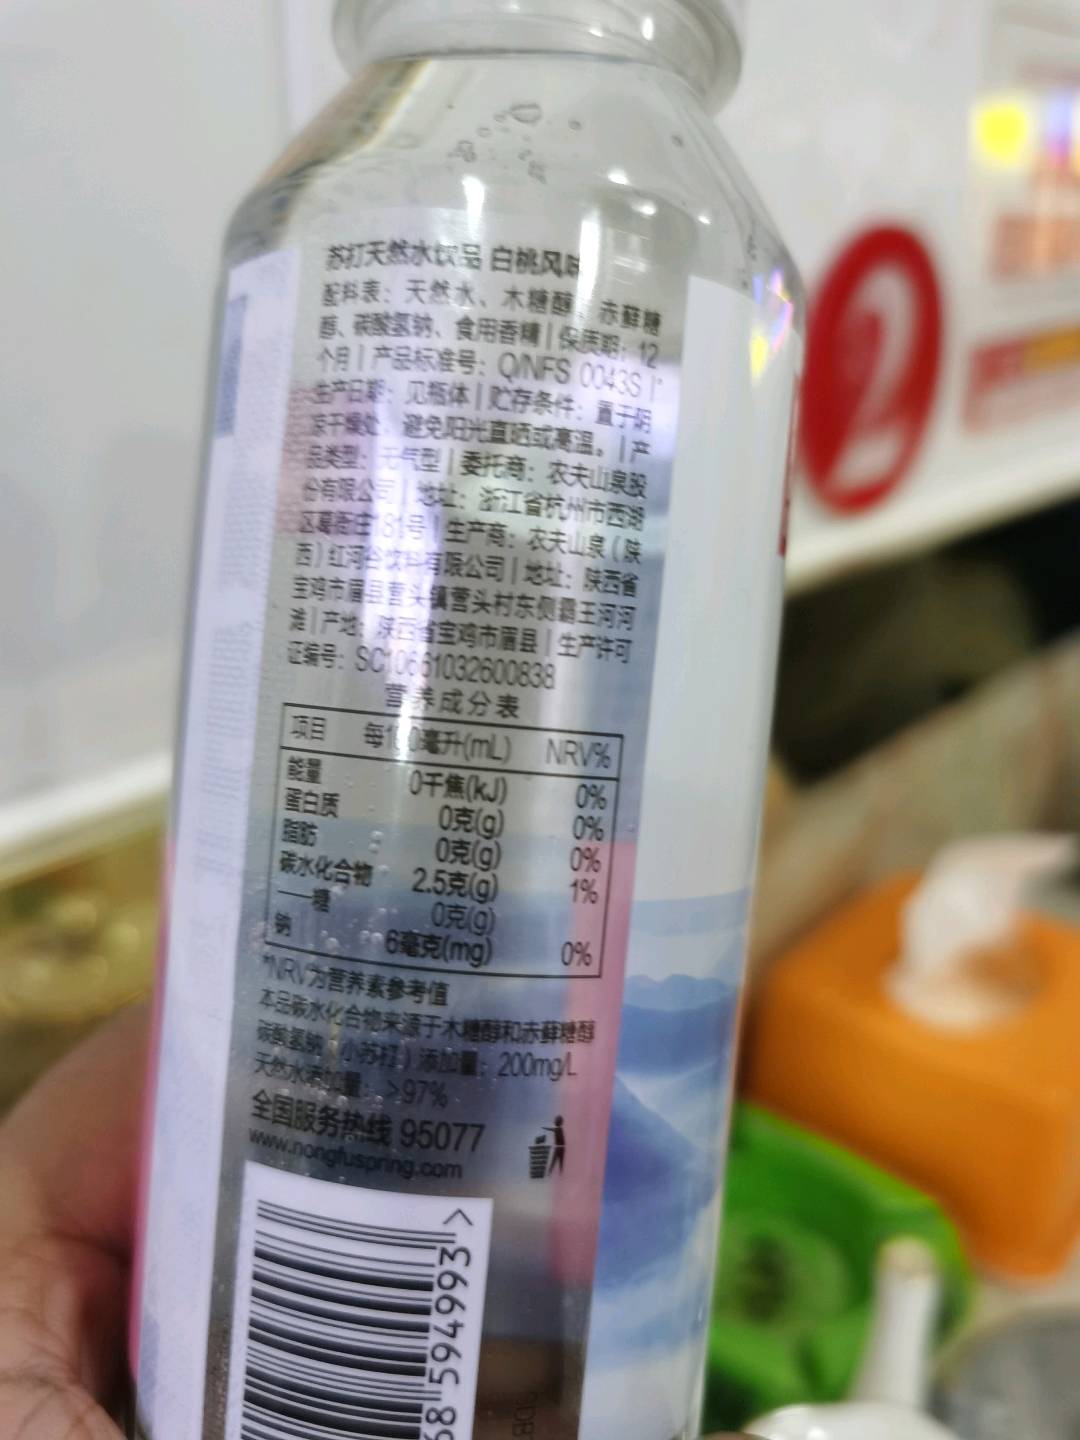 苏打天然水饮品 白桃风味
配料表：天然水、木糖醇、赤藓糖
醇、碳酸氢钠、食用香精 | 保质期：12
个月 | 产品标准号：Q/NFS 0043S |
生产日期：见瓶体 | 贮存条件：置于阴
凉干燥处，避免阳光直晒或高温。 | 产
品类型：无气型 | 委托商：农夫山泉股
份有限公司 | 地址：浙江省杭州市西湖
区葛衙庄181号 | 生产商：农夫山泉（陕
西）红河谷饮料有限公司 | 地址：陕西省
宝鸡市眉县营头镇营头村东侧霸王河河
滩 | 产地：陕西省宝鸡市眉县 | 生产许可
证编号：SC10661032600838
营养成分表
项目 每100毫升(mL) NRV%
能量 0千焦(kJ) 0%
蛋白质 0克(g) 0%
脂肪 0克(g) 0%
碳水化合物 2.5克(g) 1%
——糖 0克(g)
钠 6毫克(mg) 0%
*NRV为营养素参考值
本品碳水化合物来源于木糖醇和赤藓糖醇
碳酸氢钠（小苏打）添加量：200mg/L
天然水添加量：>97%
全国服务热线 95077
www.nongfuspring.com
68 594993 >
2